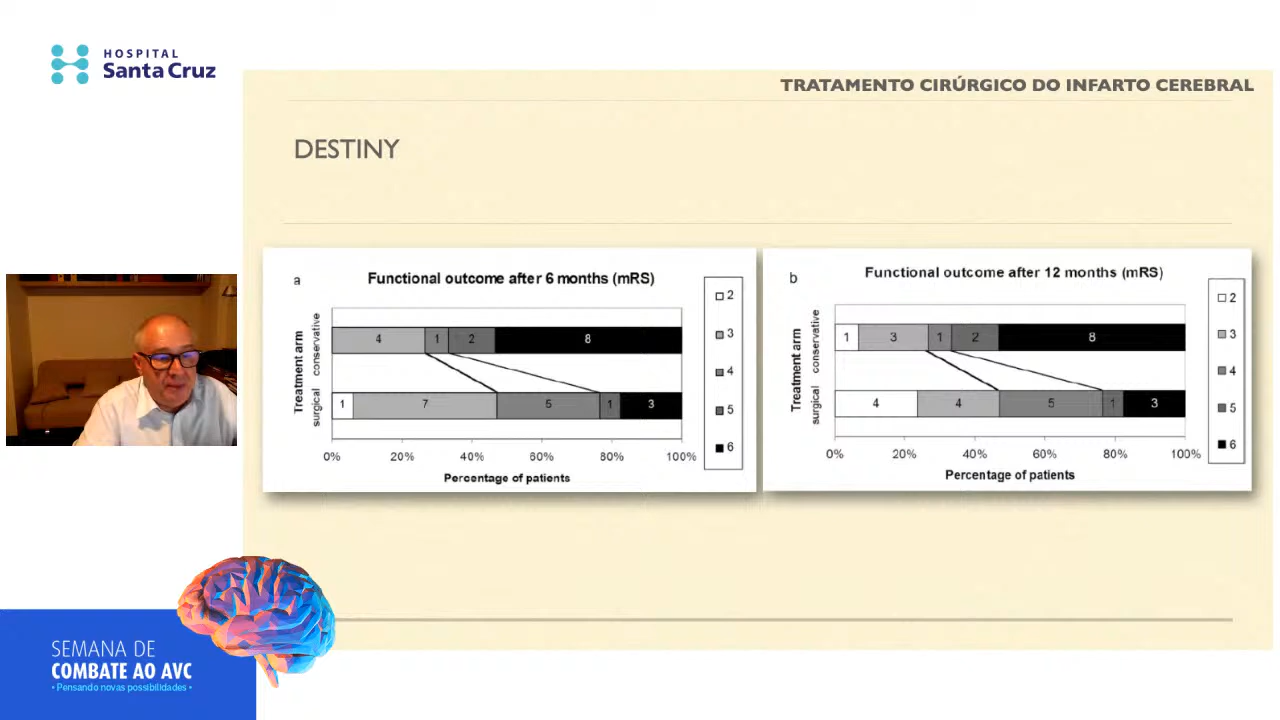 HOSPITAL
Santa Cruz
TRATAMENTO CIRÚRGICO DO INFARTO CEREBRAL
DESTINY
a
Functional outcome after 6 months (mRS)
Treatment arm
conservative
4 1 2 8
surgical
1 7 5 1 3
0% 20% 40% 60% 80% 100%
Percentage of patients
2
3
4
5
6
b
Functional outcome after 12 months (mRS)
Treatment arm
conservative
1 3 1 2 8
surgical
4 4 5 1 3
0% 20% 40% 60% 80% 100%
Percentage of patients
2
3
4
5
6
SEMANA DE
COMBATE AO AVC
• Pensando novas possibilidades •